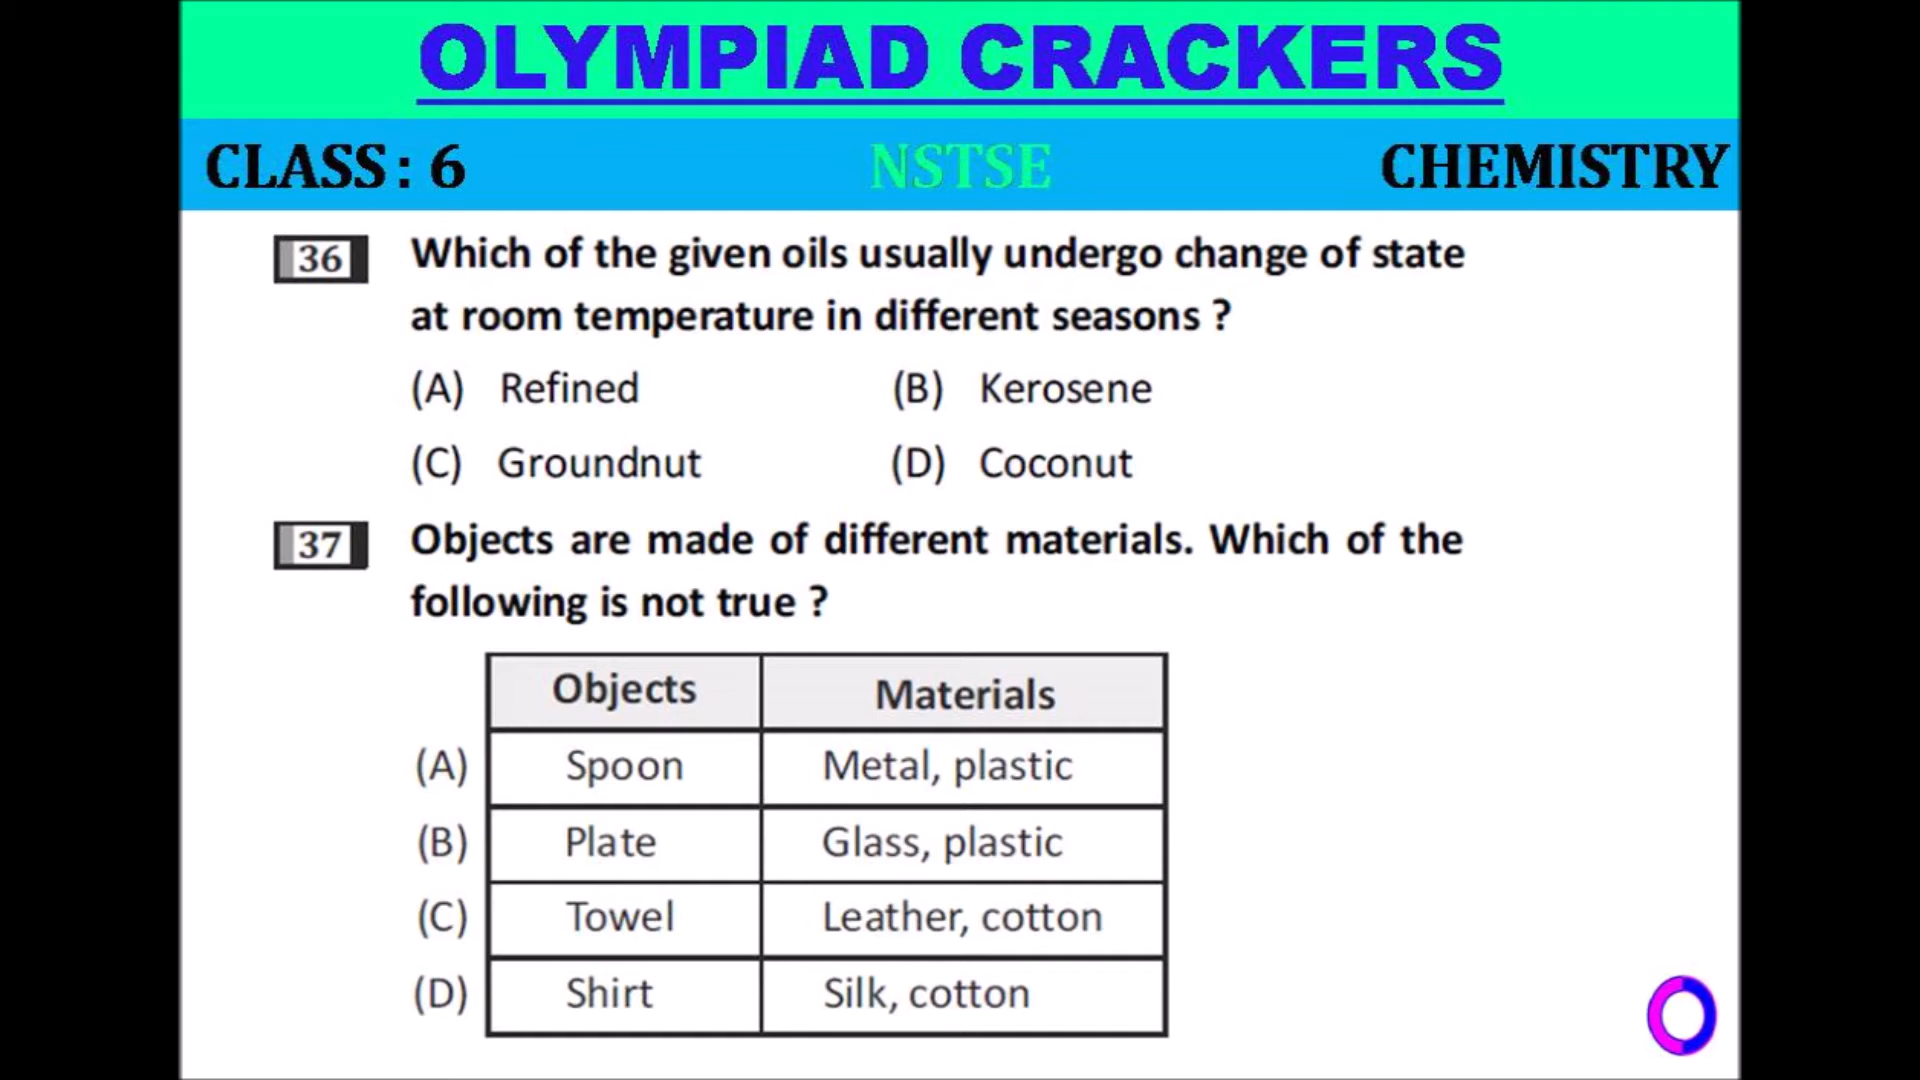 OLYMPIAD CRACKERS
CLASS : 6 NSTSE CHEMISTRY
36 Which of the given oils usually undergo change of state
at room temperature in different seasons ?
(A) Refined (B) Kerosene
(C) Groundnut (D) Coconut
37 Objects are made of different materials. Which of the
following is not true ?
Objects Materials
(A) Spoon Metal, plastic
(B) Plate Glass, plastic
(C) Towel Leather, cotton
(D) Shirt Silk, cotton